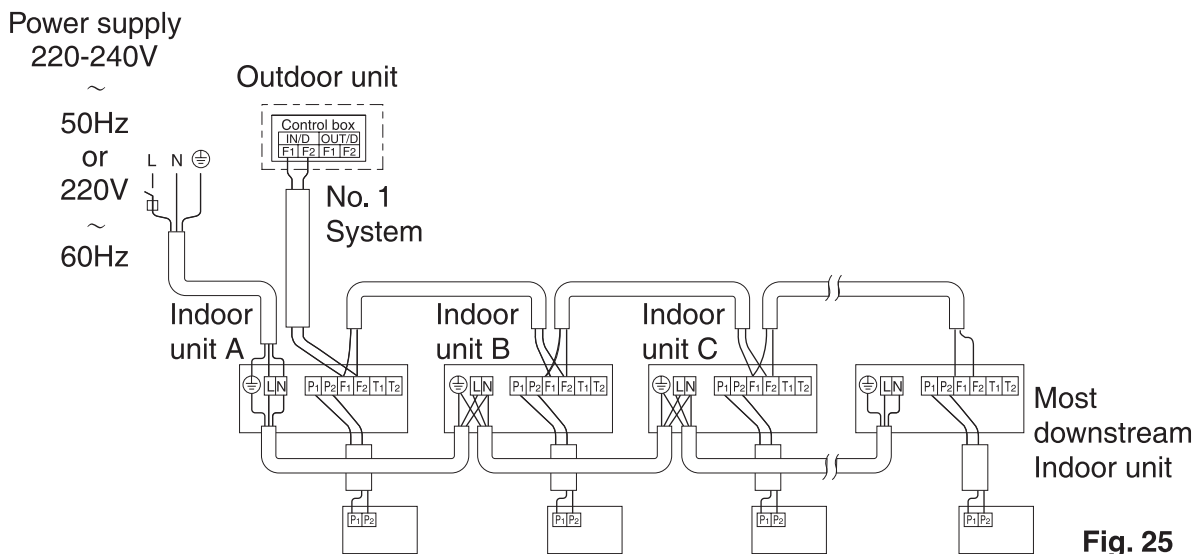 Power supply
220-240V
~
50Hz
or
220V
~
60Hz
L N
Outdoor unit
Control box
IN/D OUT/D
F1 F2 F1 F2
No. 1
System
Indoor
unit A
Indoor
unit B
Indoor
unit C
L N P1 P2 F1 F2 T1 T2
L N P1 P2 F1 F2 T1 T2
L N P1 P2 F1 F2 T1 T2
L N P1 P2 F1 F2 T1 T2
Most
downstream
Indoor unit
P1 P2
P1 P2
P1 P2
P1 P2
Fig. 25